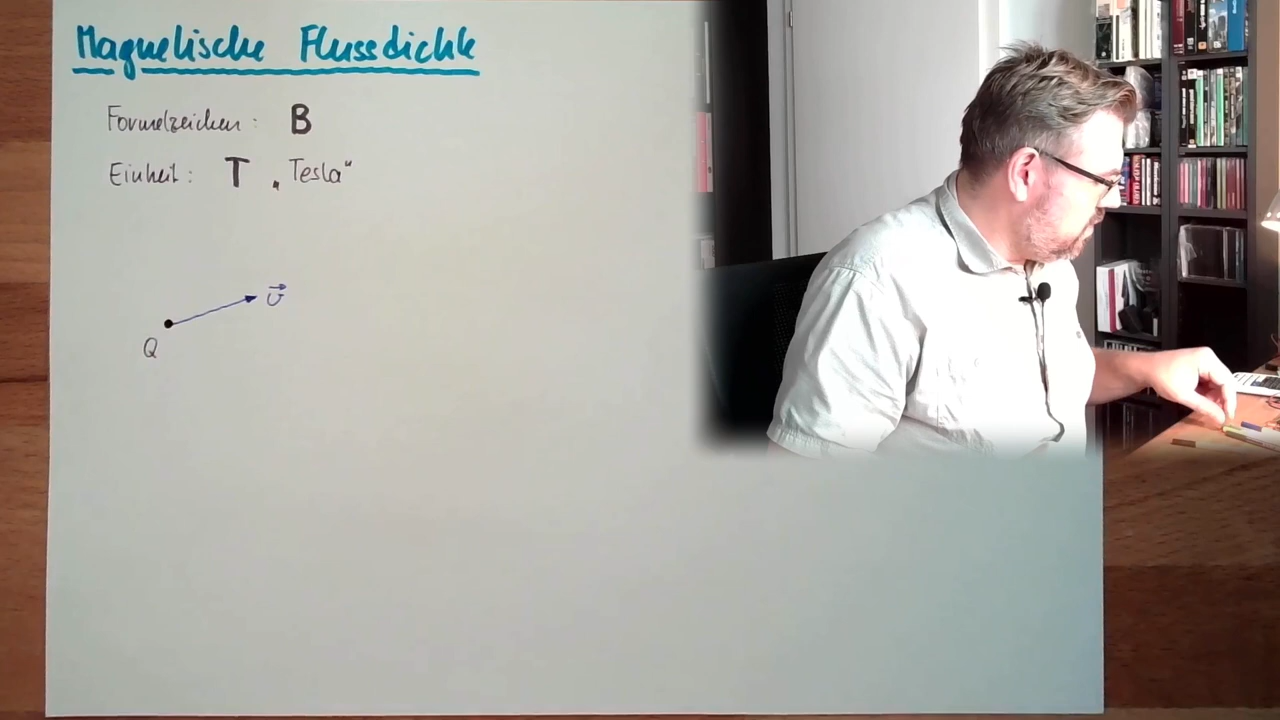 Magnetische Flussdichte
Formelzeichen: B
Einheit: T „Tesla"
v⃗
Q